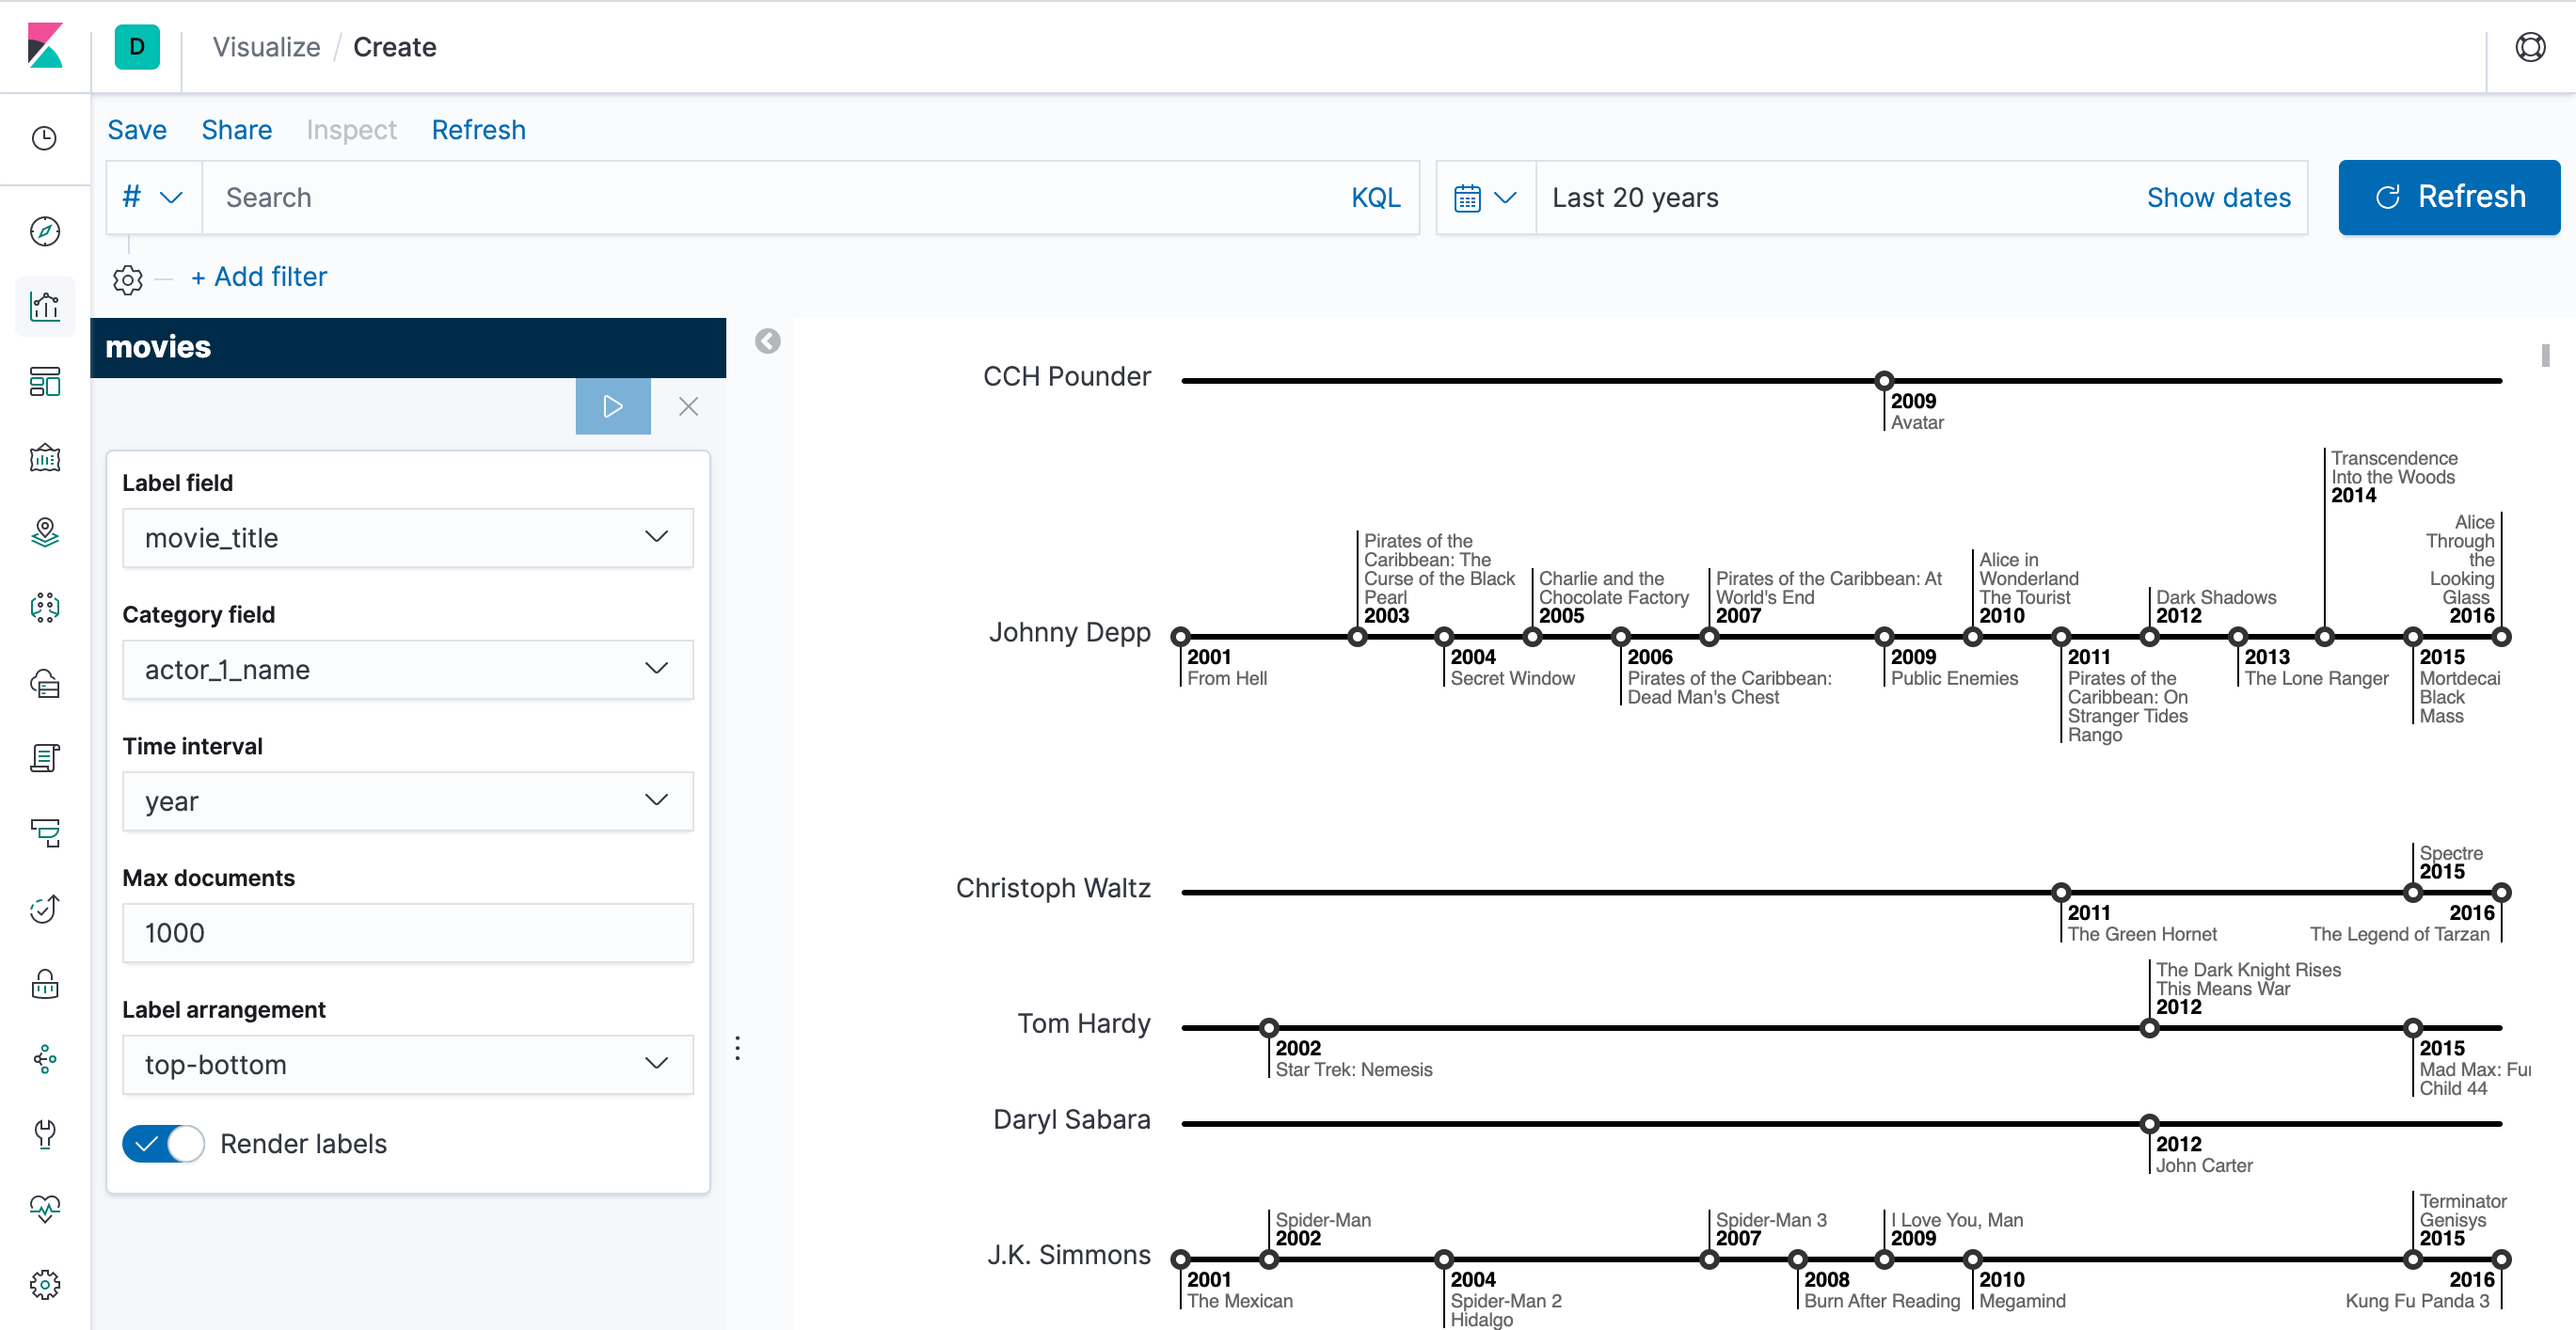 D
Visualize / Create
Save Share Inspect Refresh
# Search KQL
Last 20 years Show dates
Refresh
+ Add filter
movies
Label field
movie_title
Category field
actor_1_name
Time interval
year
Max documents
1000
Label arrangement
top-bottom
Render labels
CCH Pounder
2009
Avatar
Johnny Depp
2001
From Hell
Pirates of the
Caribbean: The
Curse of the Black
Pearl
2003
2004
Secret Window
Charlie and the
Chocolate Factory
2005
2006
Pirates of the Caribbean:
Dead Man's Chest
Pirates of the Caribbean: At
World's End
2007
2009
Public Enemies
Alice in
Wonderland
The Tourist
2010
2011
Pirates of the
Caribbean: On
Stranger Tides
Rango
Dark Shadows
2012
2013
The Lone Ranger
Transcendence
Into the Woods
2014
2015
Mortdecai
Black
Mass
Alice
Through
the
Looking
Glass
2016
Christoph Waltz
2011
The Green Hornet
Spectre
2015
2016
The Legend of Tarzan
Tom Hardy
2002
Star Trek: Nemesis
The Dark Knight Rises
This Means War
2012
2015
Mad Max:
Child 44
Daryl Sabara
2012
John Carter
J.K. Simmons
2001
The Mexican
Spider-Man
2002
2004
Spider-Man 2
Hidalgo
Spider-Man 3
2007
2008
Burn After Reading
I Love You, Man
2009
2010
Megamind
Terminator
Genisys
2015
2016
Kung Fu Panda 3